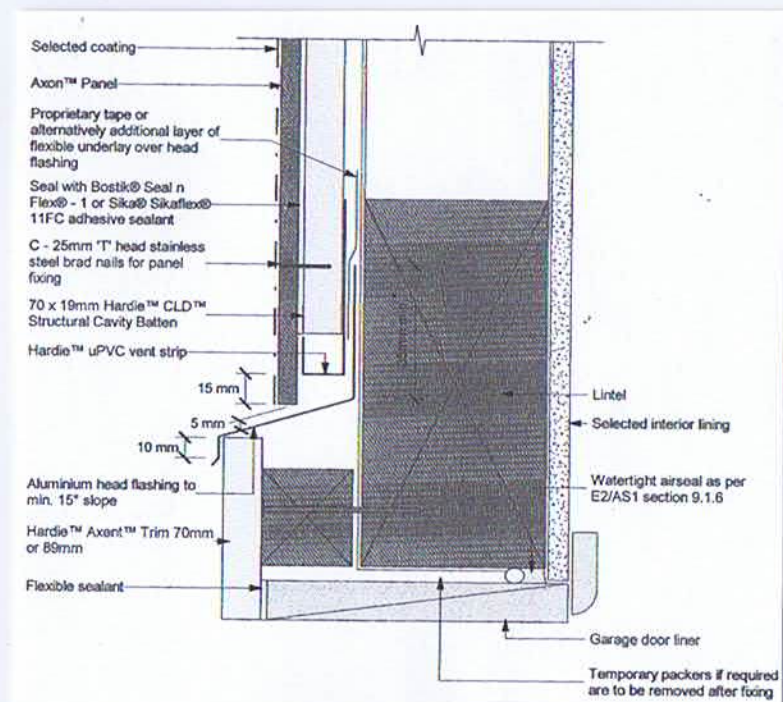 Selected coating
Axon™ Panel
Proprietary tape or
alternatively additional layer of
flexible underlay over head
flashing
Seal with Bostik® Seal n
Flex® - 1 or Sika® Sikaflex®
11FC adhesive sealant
C - 25mm 'T' head stainless
steel brad nails for panel
fixing
70 x 19mm Hardie™ CLD™
Structural Cavity Batten
Hardie™ uPVC vent strip
15 mm
5 mm
10 mm
Aluminium head flashing to
min. 15° slope
Hardie™ Axent™ Trim 70mm
or 89mm
Flexible sealant
Lintel
Selected interior lining
Watertight airseal as per
E2/AS1 section 9.1.6
Garage door liner
Temporary packers if required
are to be removed after fixing